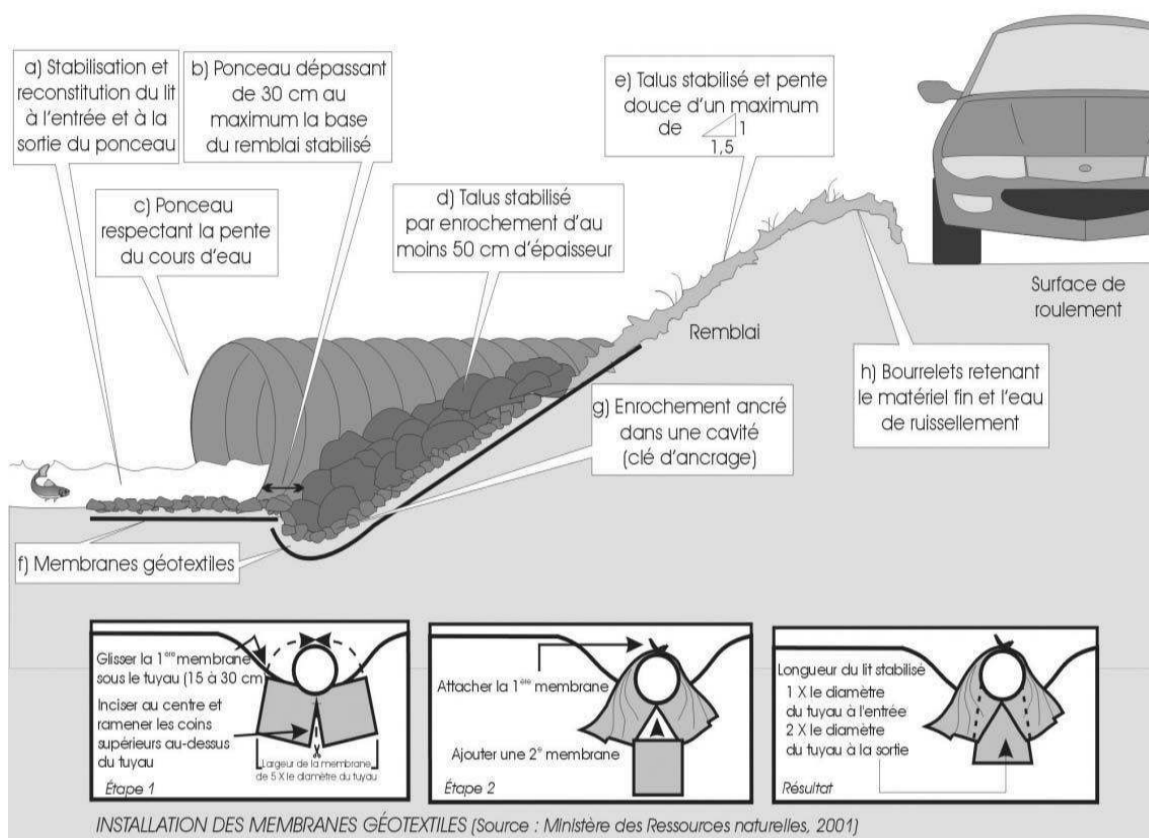 a) Stabilisation et
reconstitution du lit
à l'entrée et à la
sortie du ponceau
b) Ponceau dépassant
de 30 cm au
maximum la base
du remblai stabilisé
c) Ponceau
respectant la pente
du cours d'eau
d) Talus stabilisé
par enrochement d'au
moins 50 cm d'épaisseur
e) Talus stabilisé et pente
douce d'un maximum
de 1
1,5
Surface de
roulement
Remblai
h) Bourrelets retenant
le matériel fin et l'eau
de ruissellement
g) Enrochement ancré
dans une cavité
(clé d'ancrage)
f) Membranes géotextiles
Glisser la 1ère membrane
sous le tuyau (15 à 30 cm
Inciser au centre et
ramener les coins
supérieurs au-dessus
du tuyau
Largeur de la membrane
de 5 X le diamètre du tuyau
Étape 1
Attacher la 1ère membrane
Ajouter une 2e membrane
Étape 2
Longueur du lit stabilisé
1 X le diamètre
du tuyau à l'entrée
2 X le diamètre
du tuyau à la sortie
Résultat
INSTALLATION DES MEMBRANES GÉOTEXTILES (Source : Ministère des Ressources naturelles, 2001)